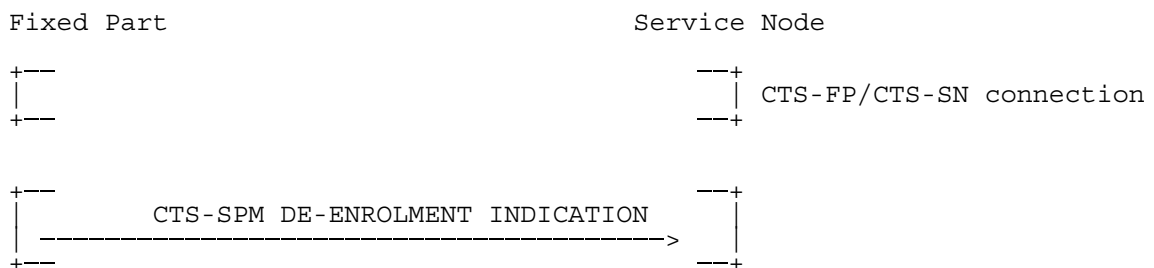 Fixed Part Service Node
CTS-FP/CTS-SN connection
CTS-SPM DE-ENROLMENT INDICATION